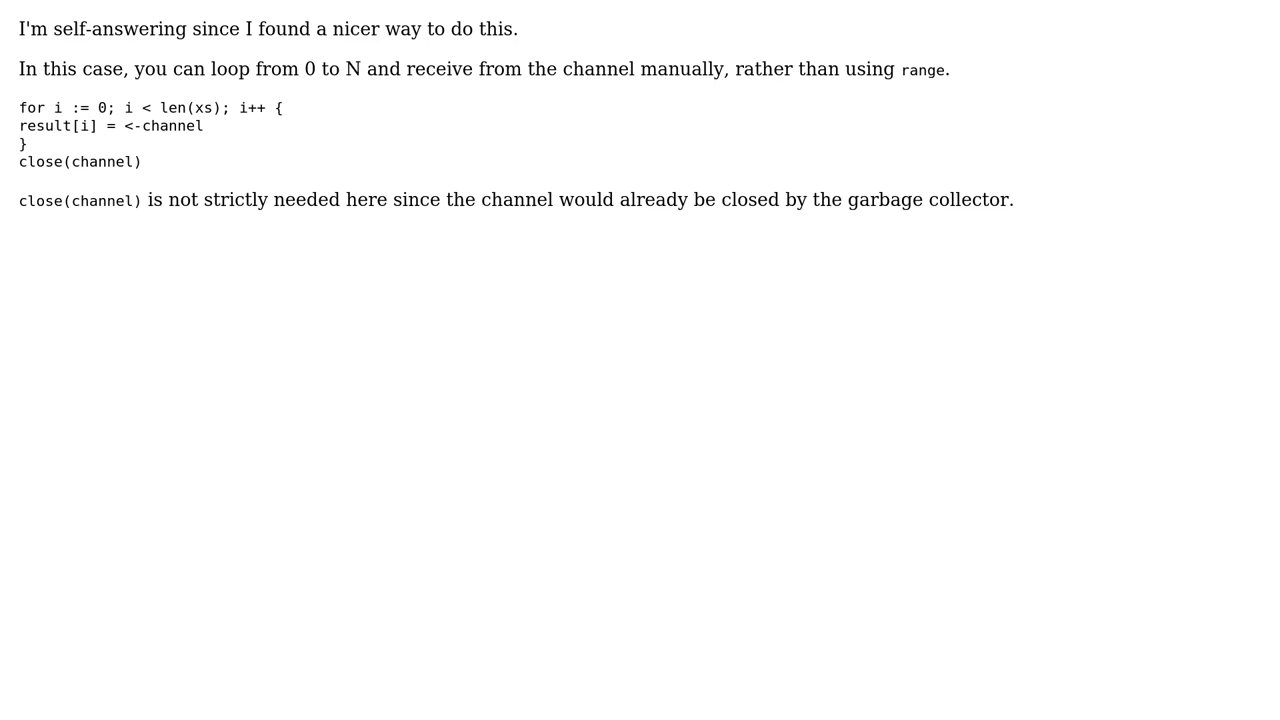 I'm self-answering since I found a nicer way to do this.
In this case, you can loop from 0 to N and receive from the channel manually, rather than using range.
for i := 0; i < len(xs); i++ {
result[i] = <-channel
}
close(channel)
close(channel) is not strictly needed here since the channel would already be closed by the garbage collector.